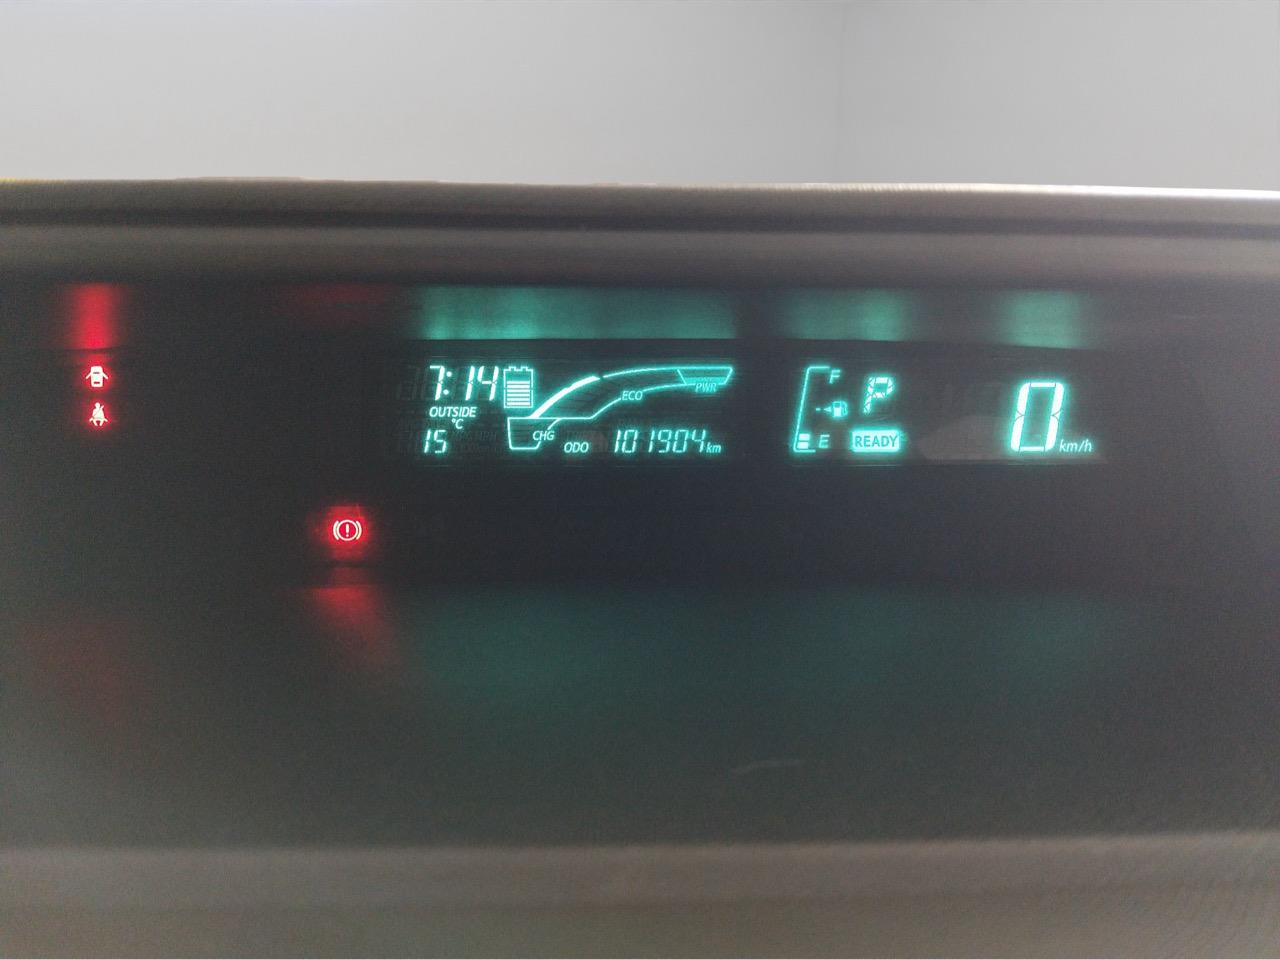 7:14
OUTSIDE
°C
15
ECO
PWR
CHG
ODO 101904 km
F
P
E
READY
0 km/h